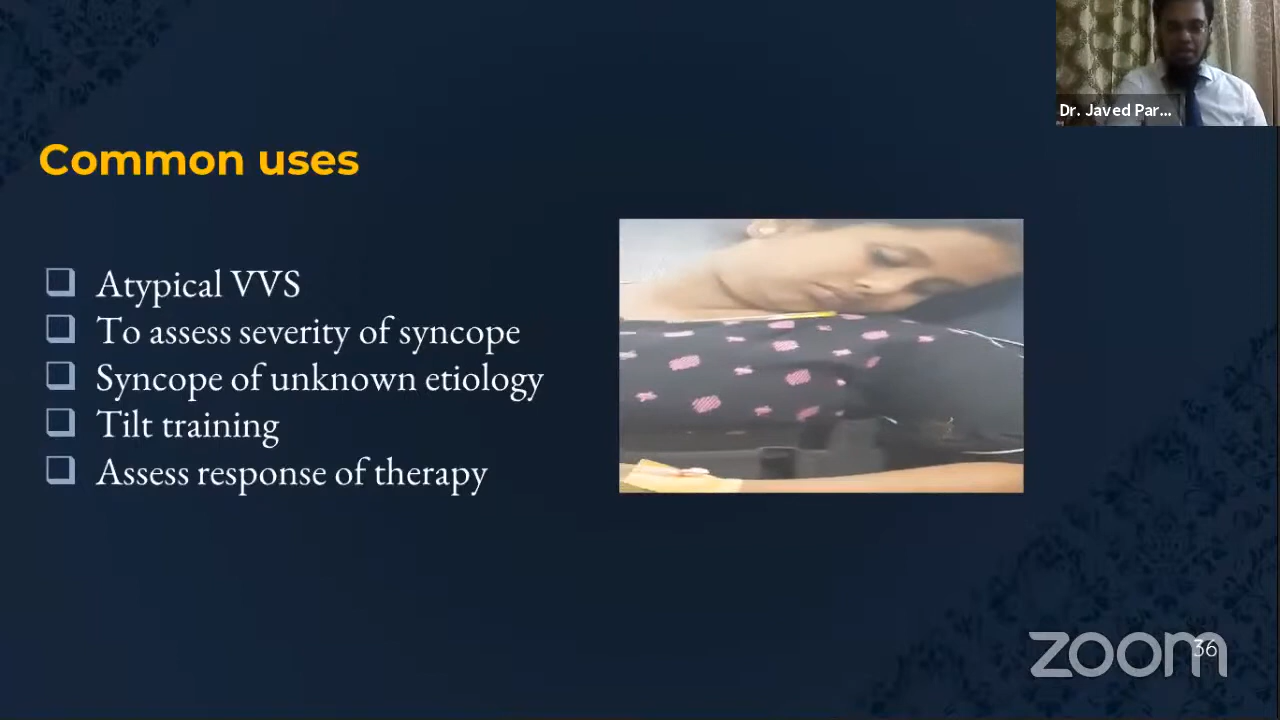 Dr. Javed Par...
Common uses
Atypical VVS
To assess severity of syncope
Syncope of unknown etiology
Tilt training
Assess response of therapy
zoom
36